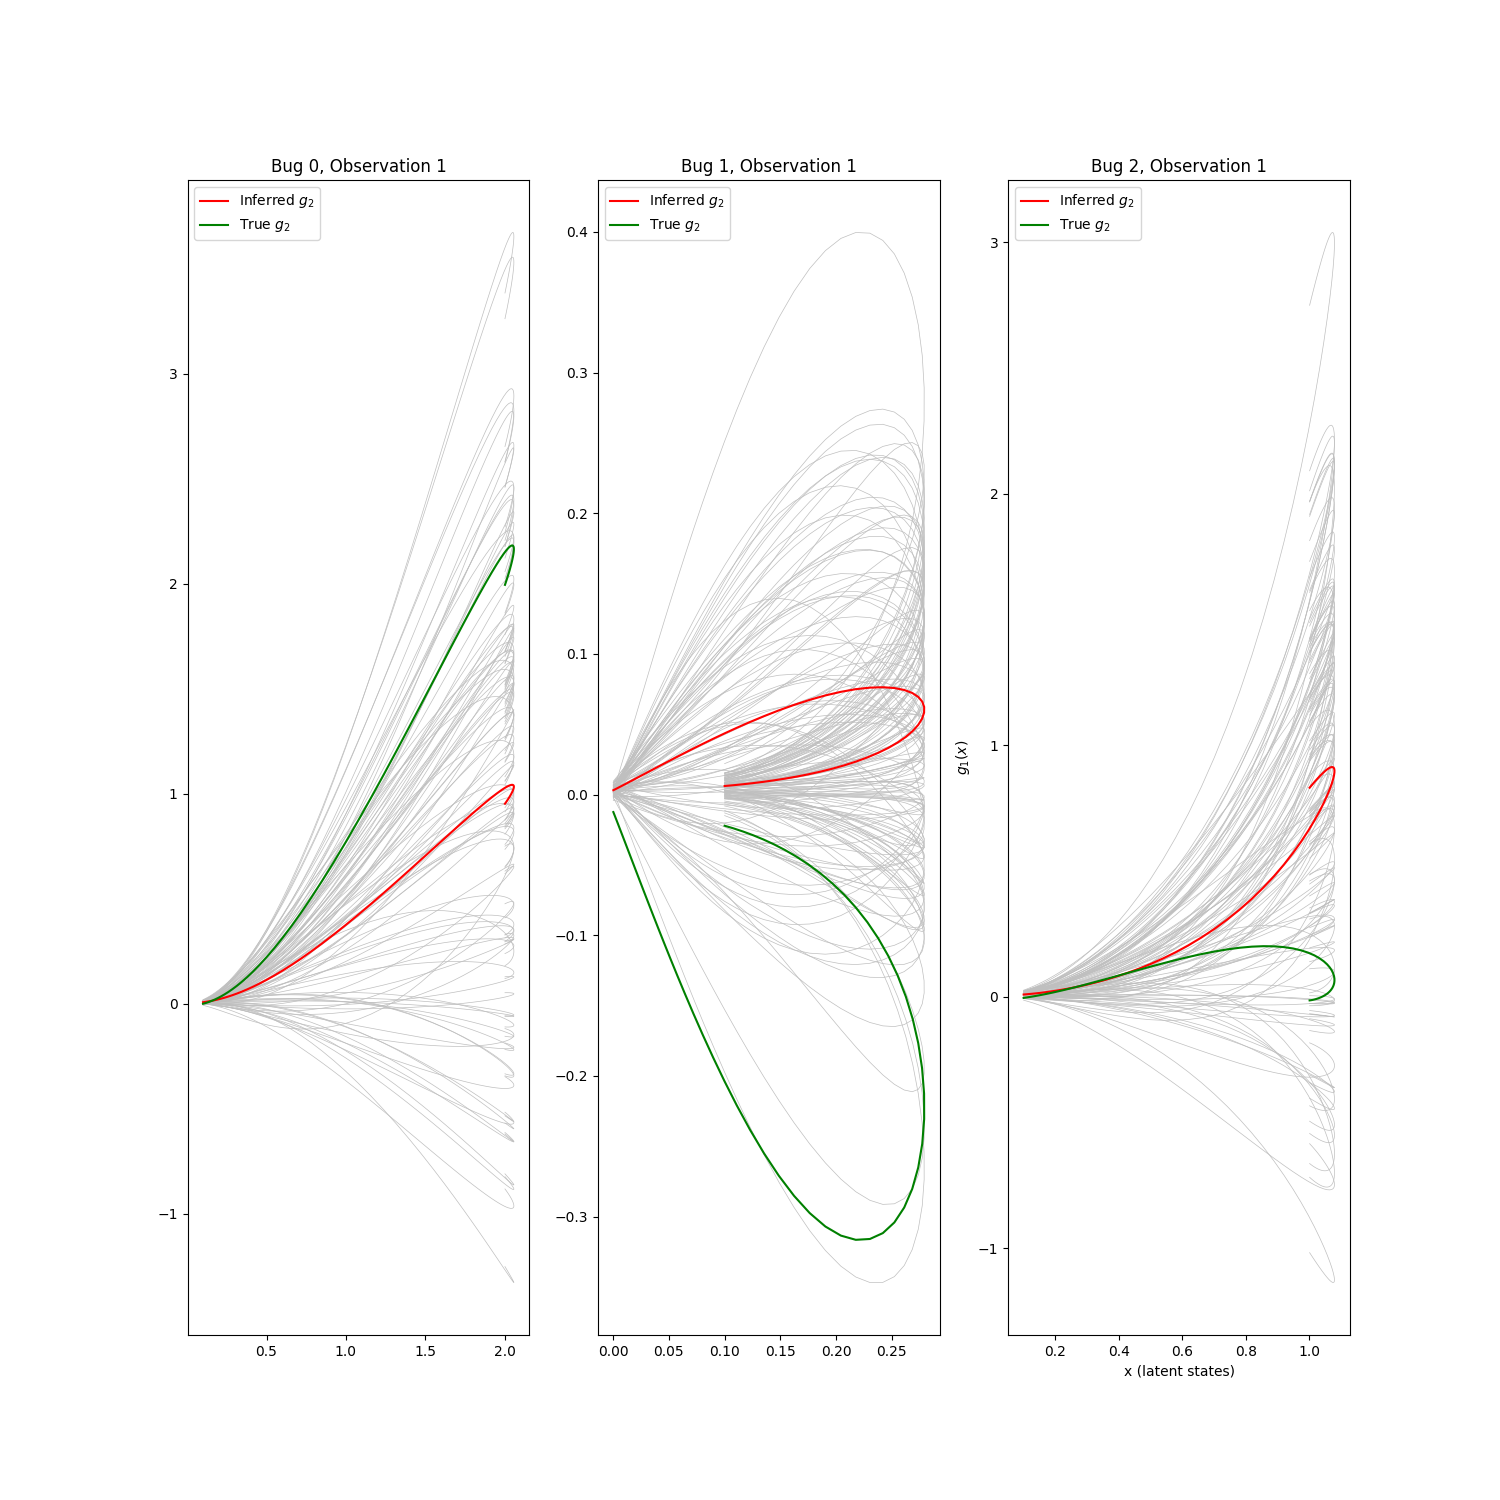 Bug 0, Observation 1
Inferred g₂
True g₂
3
2
1
0
−1
0.5 1.0 1.5 2.0
Bug 1, Observation 1
Inferred g₂
True g₂
0.4
0.3
0.2
0.1
0.0
−0.1
−0.2
−0.3
0.00 0.05 0.10 0.15 0.20 0.25
Bug 2, Observation 1
Inferred g₂
True g₂
g₁(x)
3
2
1
0
−1
0.2 0.4 0.6 0.8 1.0
x (latent states)